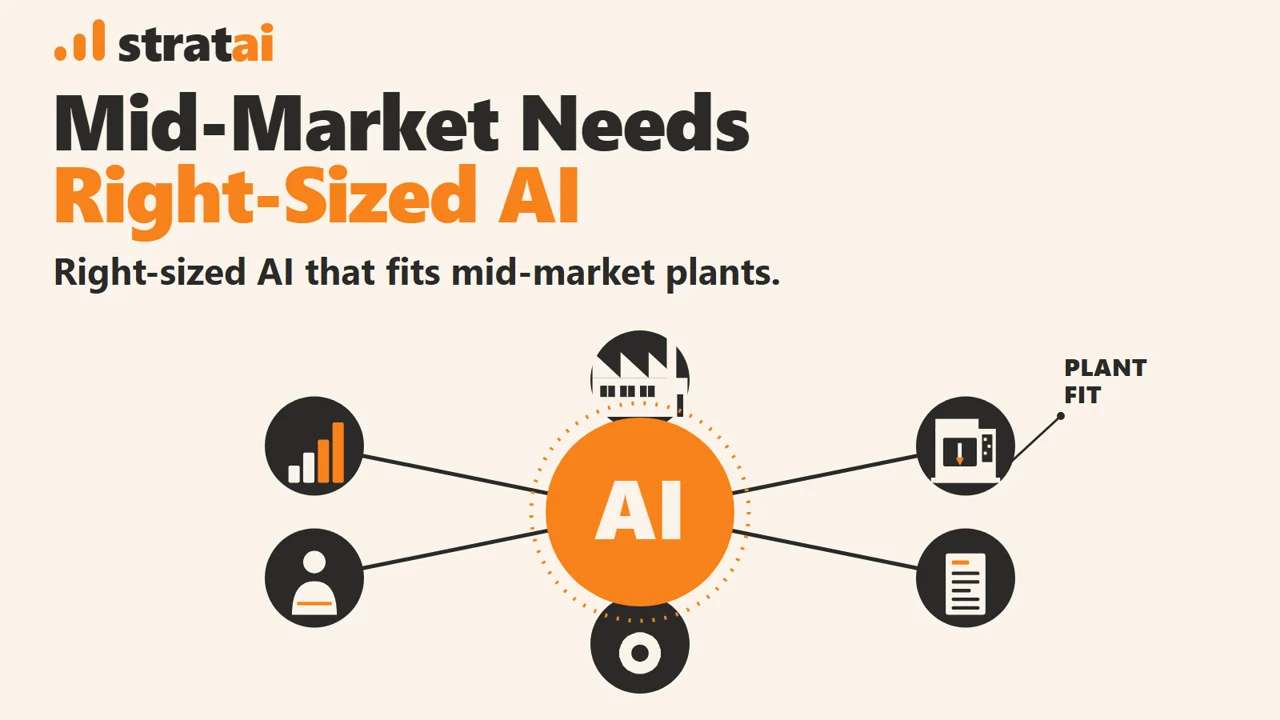 stratai
Mid-Market Needs
Right-Sized AI
Right-sized AI that fits mid-market plants.
PLANT
FIT
AI